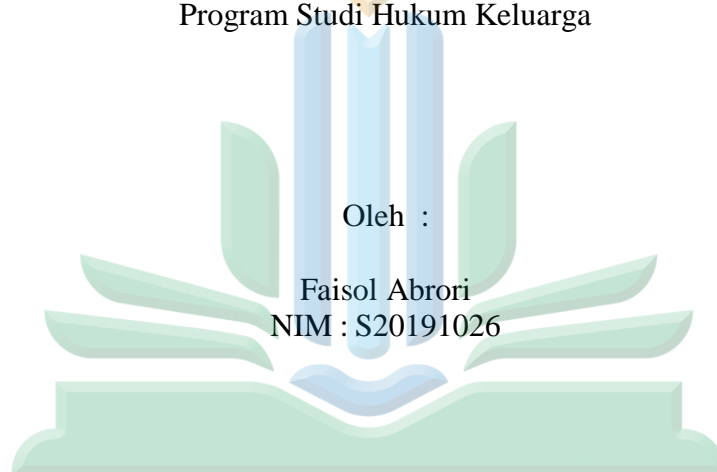 Program Studi Hukum Keluarga
Oleh :
Faisol Abrori
NIM : S20191026